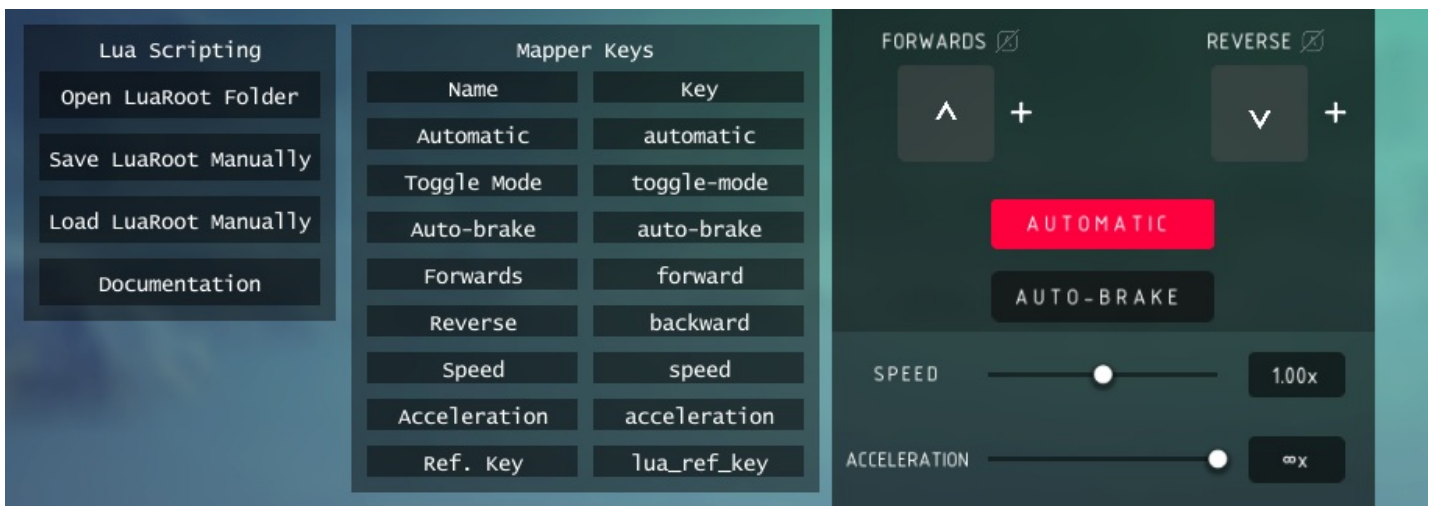 Lua Scripting
Open LuaRoot Folder
Save LuaRoot Manually
Load LuaRoot Manually
Documentation
Mapper Keys
Name Key
Automatic automatic
Toggle Mode toggle-mode
Auto-brake auto-brake
Forwards forward
Reverse backward
Speed speed
Acceleration acceleration
Ref. Key lua_ref_key
FORWARDS REVERSE
^ + v +
AUTOMATIC
AUTO-BRAKE
SPEED 1.00x
ACCELERATION ∞x